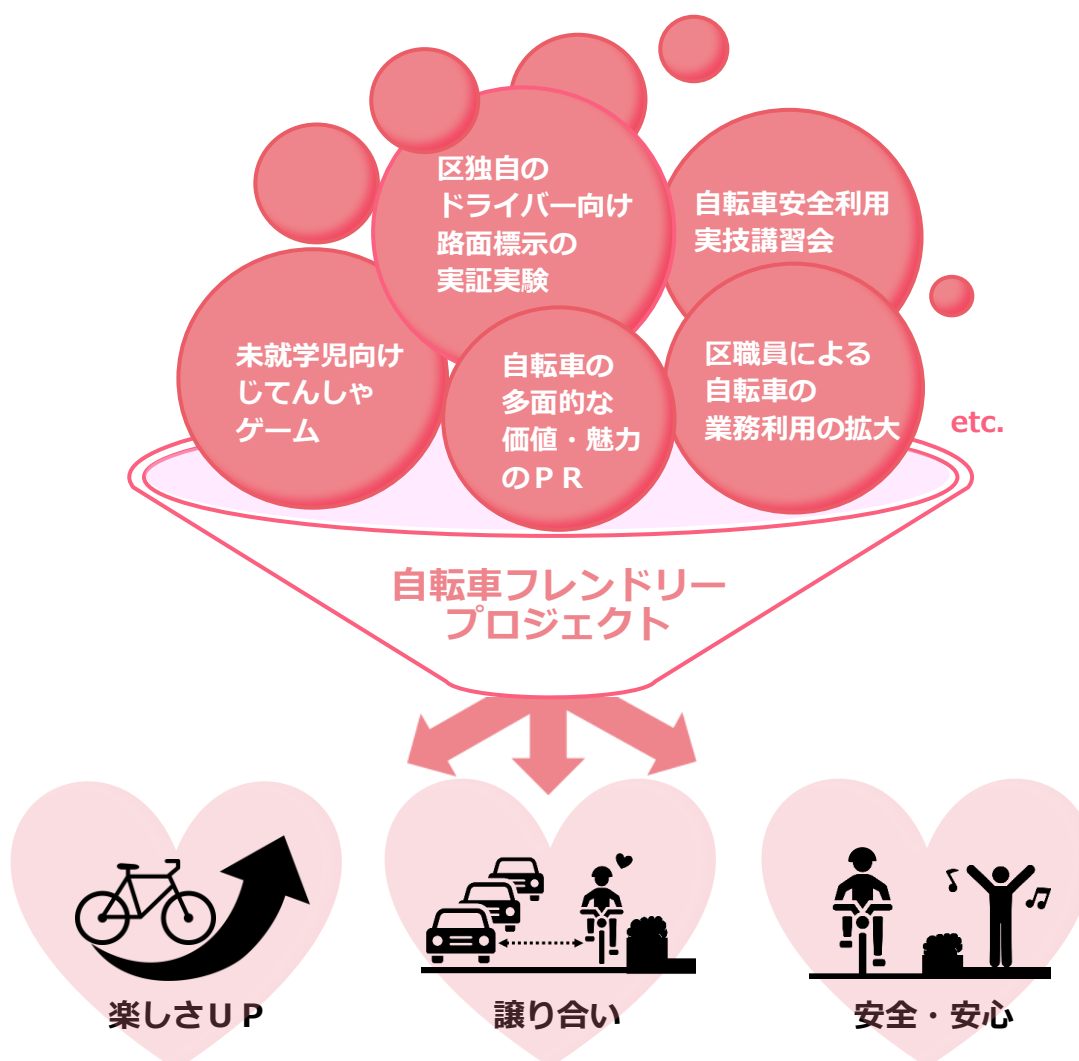 区独自の
ドライバー向け
路面標示の
実証実験
自転車安全利用
実技講習会
未就学児向け
じてんしゃ
ゲーム
自転車の
多面的な
価値・魅力
のＰＲ
区職員による
自転車の
業務利用の拡大
etc.
自転車フレンドリー
プロジェクト
楽しさＵＰ
譲り合い
安全・安心